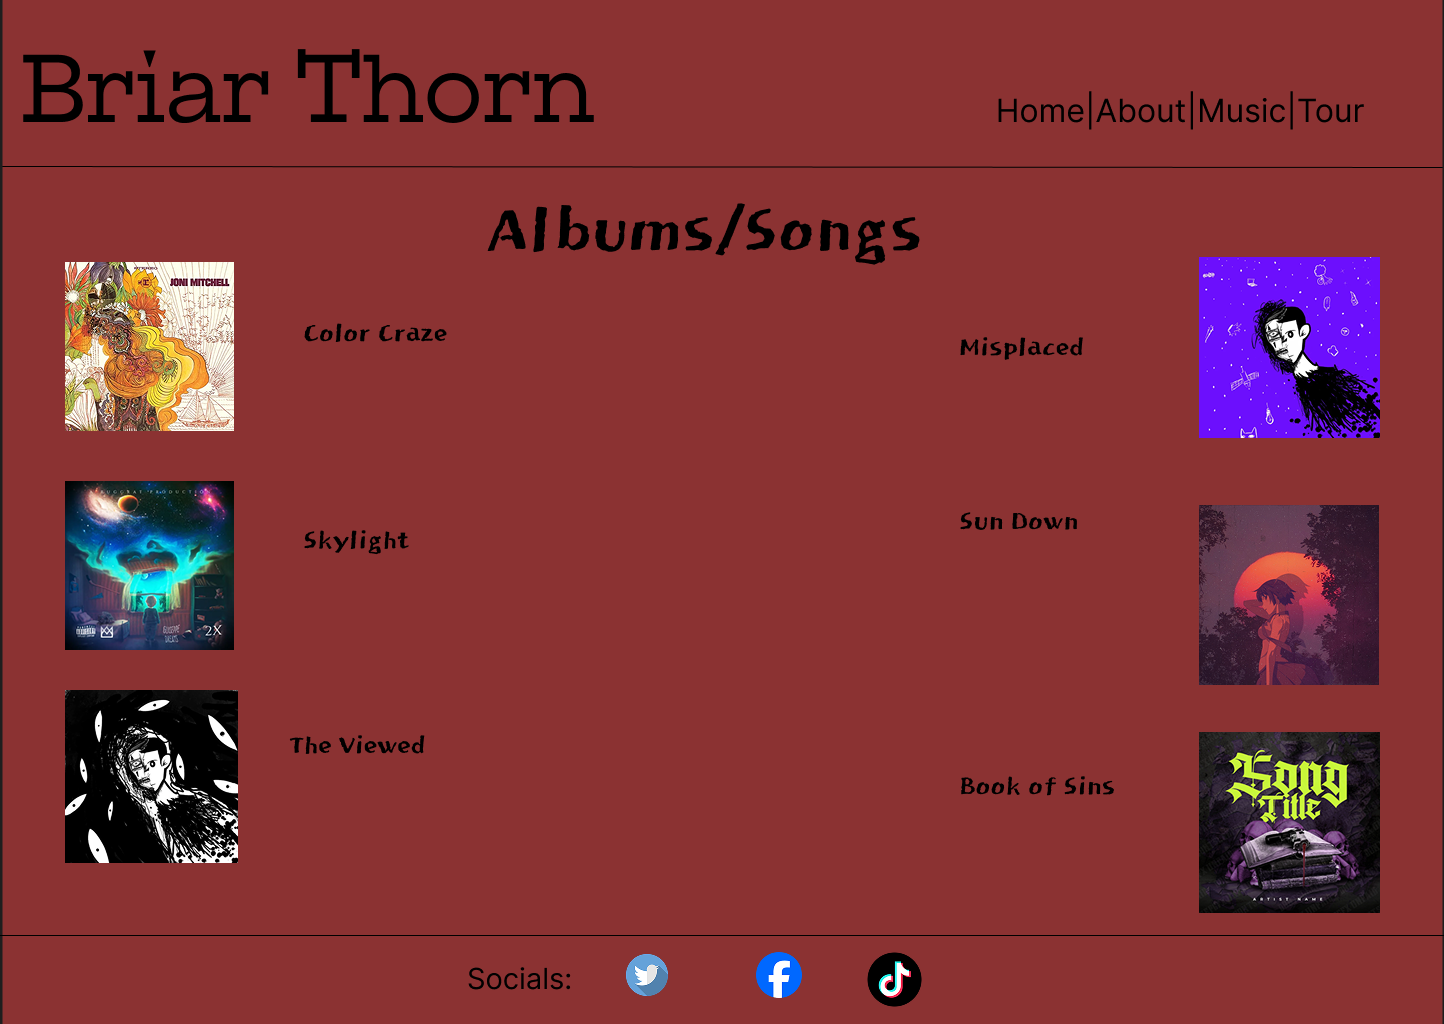 Briar Thorn
Home|About|Music|Tour
Albums/Songs
JONI MITCHELL
Color Craze
Misplaced
Skylight
2X
Sun Down
The Viewed
Song
Title
ARTIST NAME
Book of Sins
Socials: